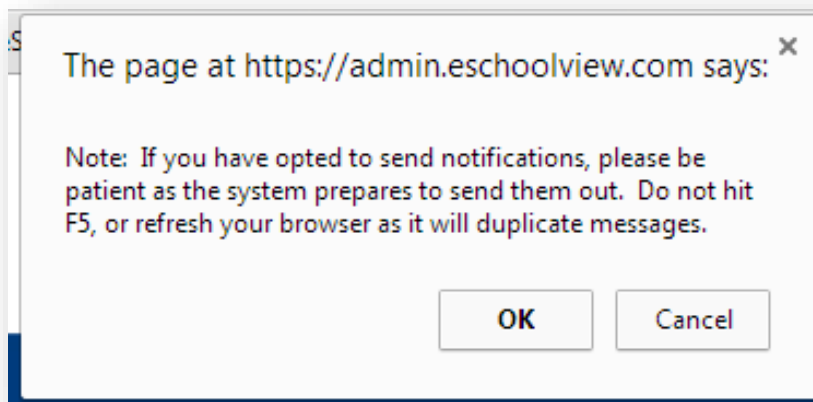 The page at https://admin.eschoolview.com says:
Note:  If you have opted to send notifications, please be
patient as the system prepares to send them out.  Do not hit
F5, or refresh your browser as it will duplicate messages.
OK
Cancel